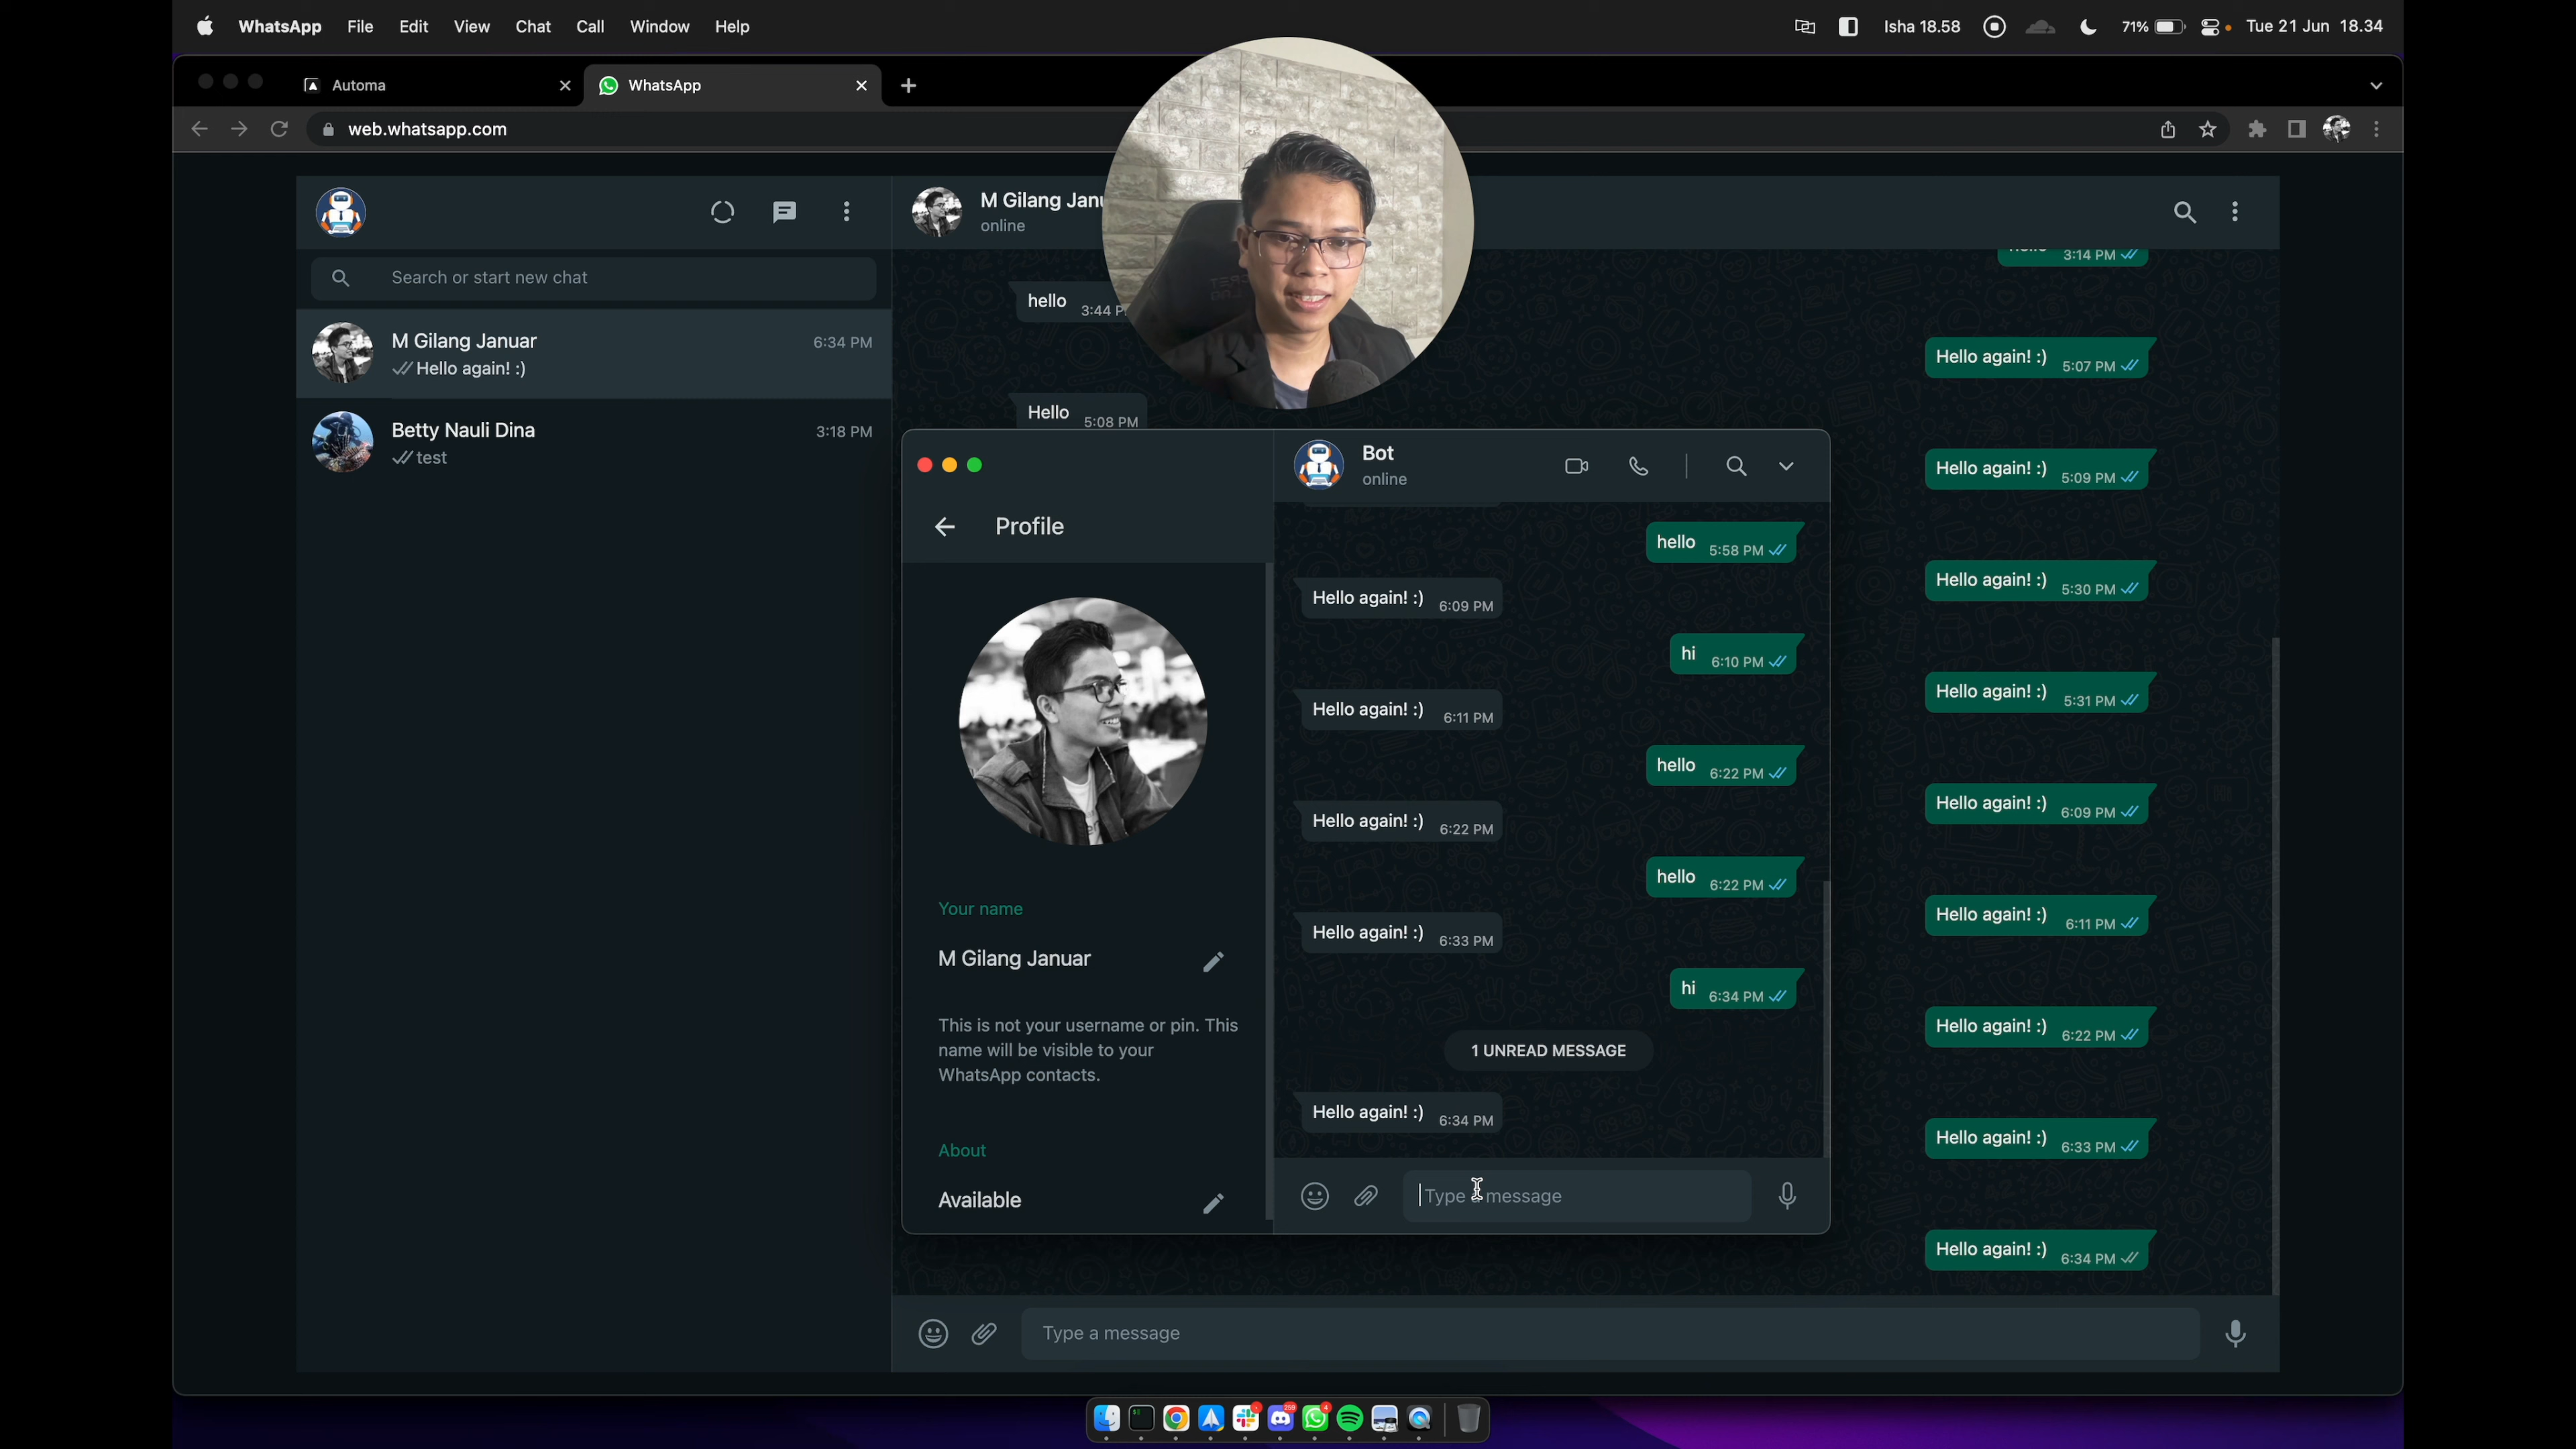 WhatsApp File Edit View Chat Call Window Help Isha 18.58 71% Tue 21 Jun 18.34
Automa
WhatsApp
web.whatsapp.com
Search or start new chat
M Gilang Januar 6:34 PM
Hello again! :)
Betty Nauli Dina 3:18 PM
test
M Gilang Janu
online
3:14 PM
hello 3:44 P
Hello again! :) 5:07 PM
Hello 5:08 PM
Hello again! :) 5:09 PM
Hello again! :) 5:30 PM
Hello again! :) 5:31 PM
Hello again! :) 6:09 PM
Hello again! :) 6:11 PM
Hello again! :) 6:22 PM
Hello again! :) 6:33 PM
Hello again! :) 6:34 PM
Type a message
Profile
Your name
M Gilang Januar
This is not your username or pin. This
name will be visible to your
WhatsApp contacts.
About
Available
Bot
online
hello 5:58 PM
Hello again! :) 6:09 PM
hi 6:10 PM
Hello again! :) 6:11 PM
hello 6:22 PM
Hello again! :) 6:22 PM
hello 6:22 PM
Hello again! :) 6:33 PM
hi 6:34 PM
1 UNREAD MESSAGE
Hello again! :) 6:34 PM
Type a message